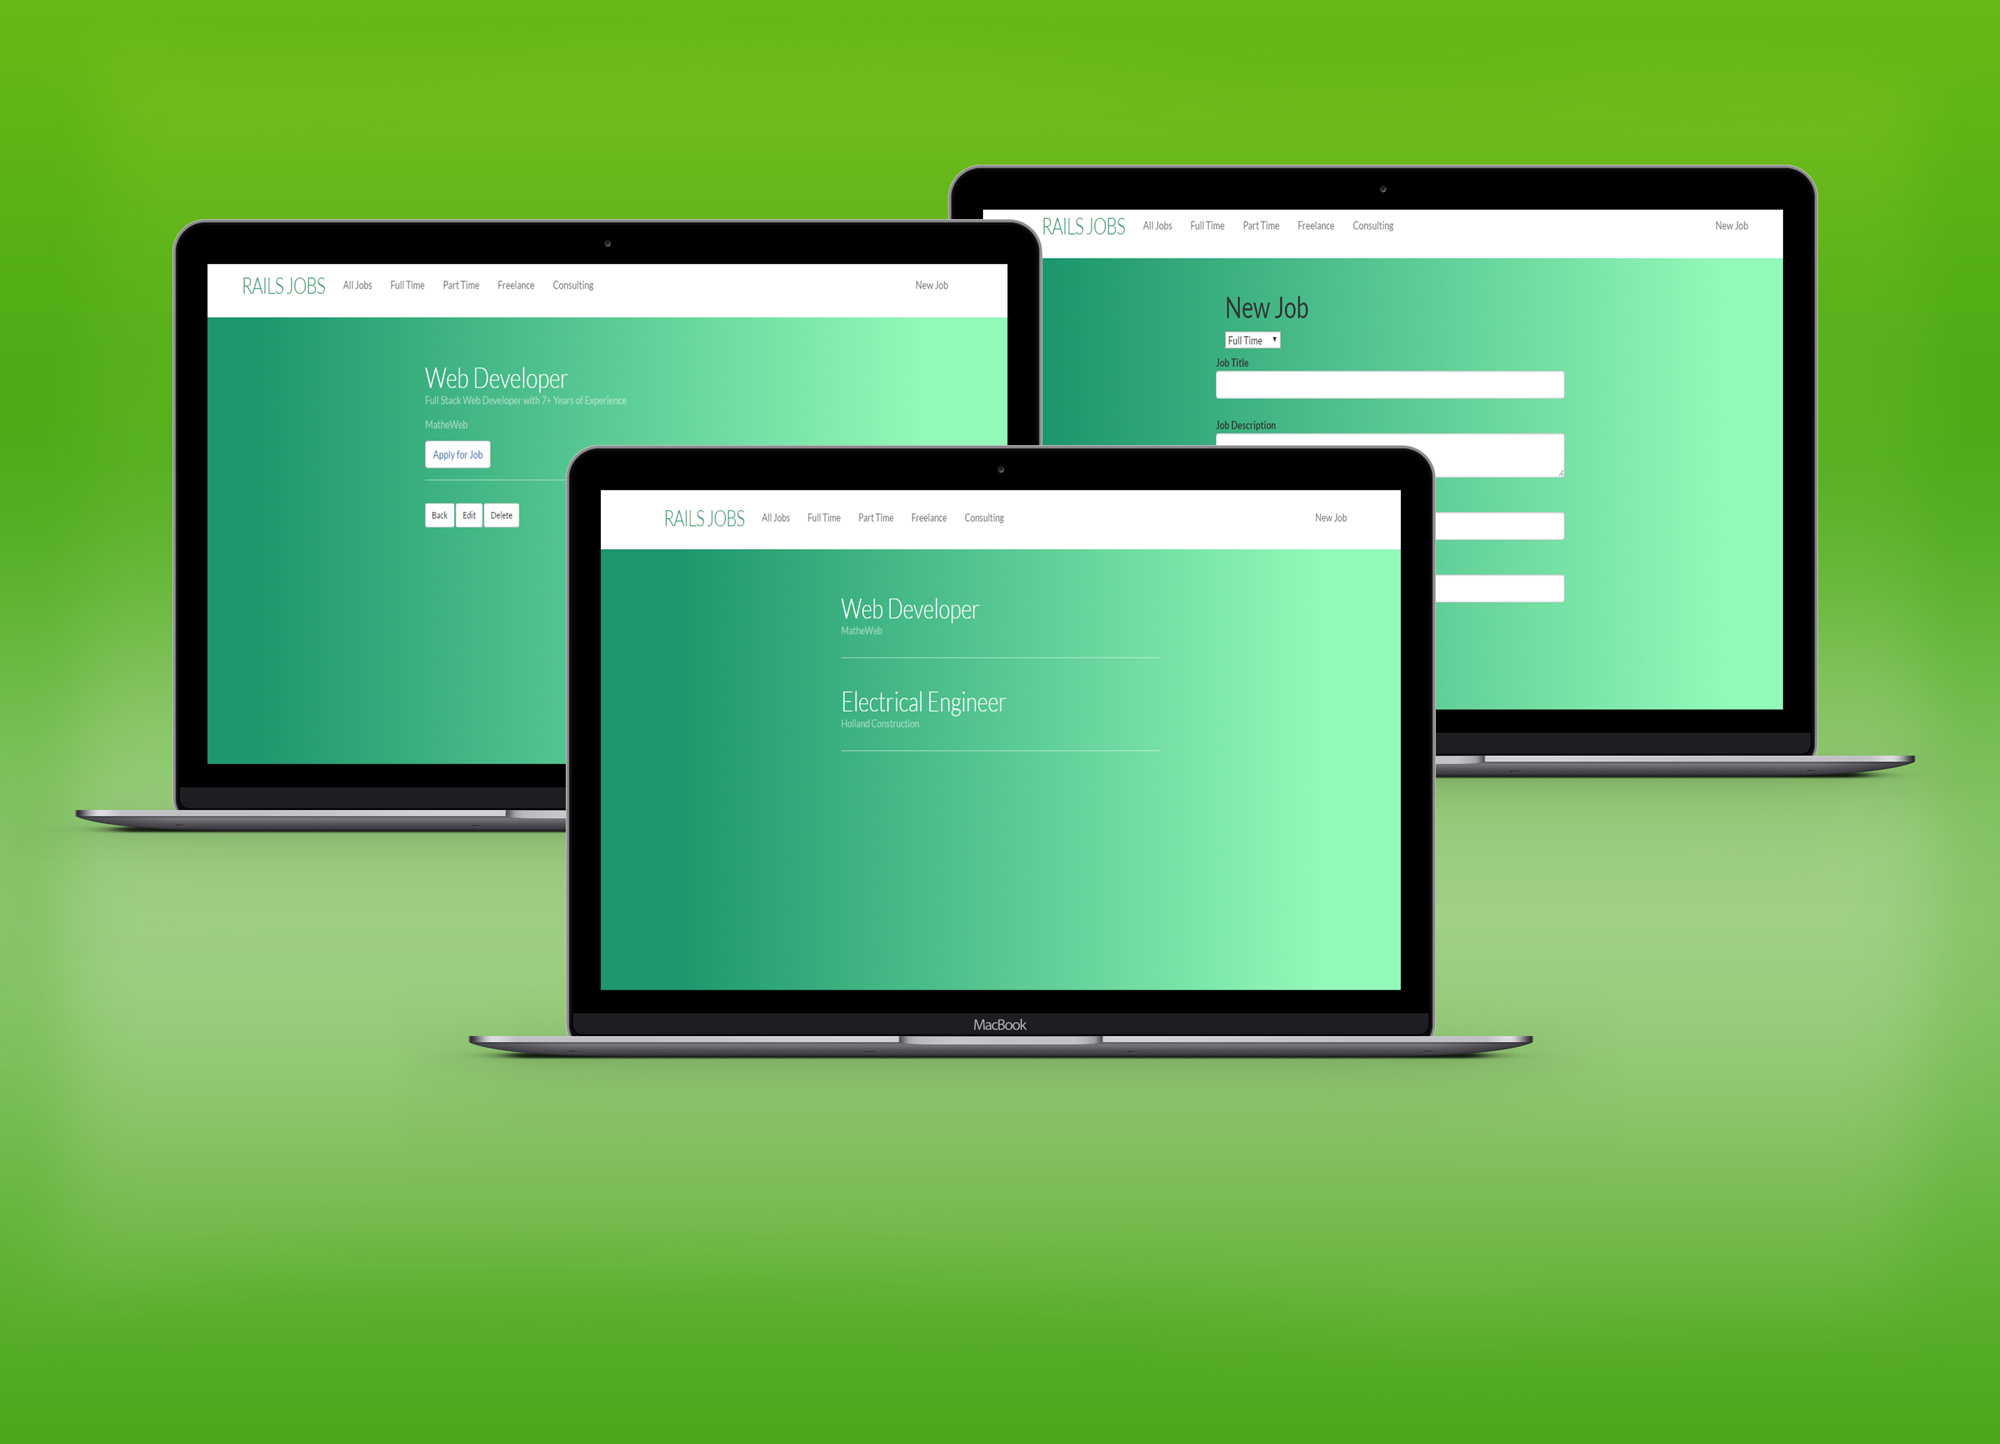 RAILS JOBS All Jobs Full Time Part Time Freelance Consulting New Job
Web Developer
Full Stack Web Developer with 7+ Years of Experience
MatheWeb
Apply for Job
Back Edit Delete
RAILS JOBS All Jobs Full Time Part Time Freelance Consulting New Job
New Job
Full Time
Job Title
Job Description
RAILS JOBS All Jobs Full Time Part Time Freelance Consulting New Job
Web Developer
MatheWeb
Electrical Engineer
Holland Construction
MacBook